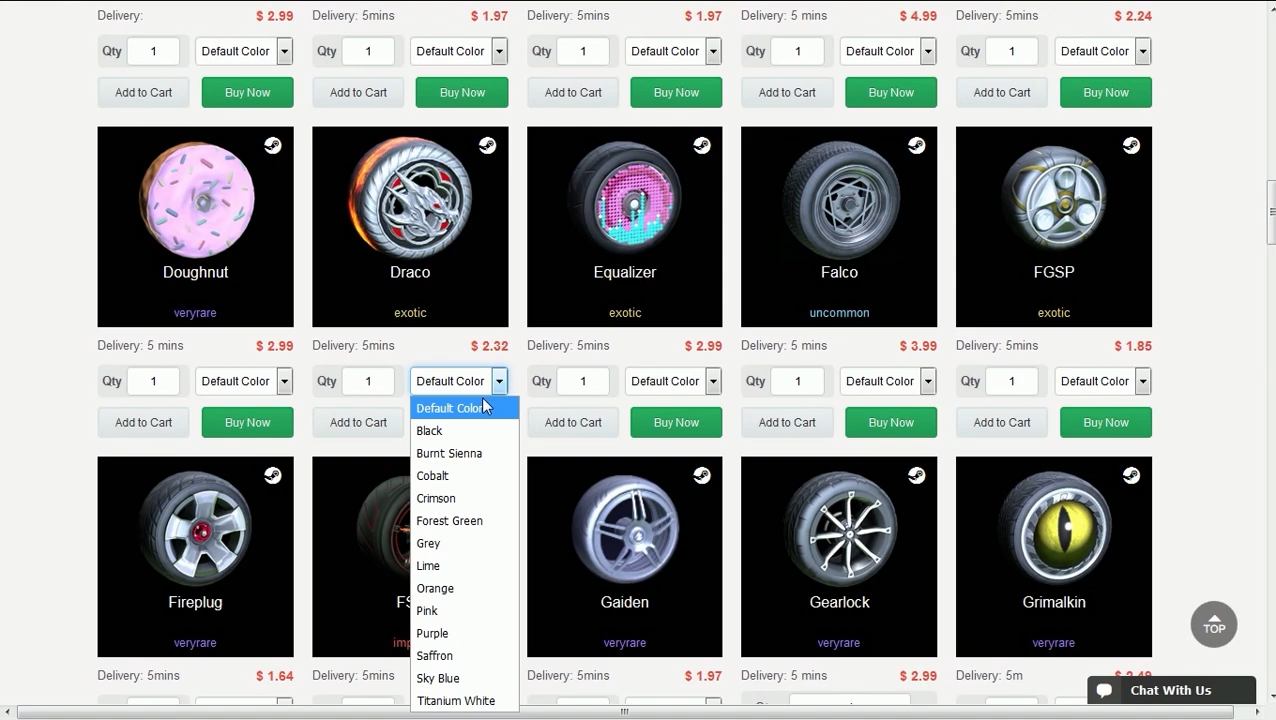 Delivery: $ 2.99 Delivery: 5mins $ 1.97 Delivery: 5mins $ 1.97 Delivery: 5 mins $ 4.99 Delivery: 5mins $ 2.24
Qty 1 Default Color Qty 1 Default Color Qty 1 Default Color Qty 1 Default Color Qty 1 Default Color
Add to Cart Buy Now Add to Cart Buy Now Add to Cart Buy Now Add to Cart Buy Now Add to Cart Buy Now
Doughnut Draco Equalizer Falco FGSP
veryrare exotic exotic uncommon exotic
Delivery: 5 mins $ 2.99 Delivery: 5mins $ 2.32 Delivery: 5mins $ 2.99 Delivery: 5mins $ 3.99 Delivery: 5mins $ 1.85
Qty 1 Default Color Qty 1 Default Color Qty 1 Default Color Qty 1 Default Color Qty 1 Default Color
Add to Cart Buy Now Add to Cart Add to Cart Buy Now Add to Cart Buy Now Add to Cart Buy Now
Default Color
Black
Burnt Sienna
Cobalt
Crimson
Forest Green
Grey
Lime
Orange
Pink
Purple
Saffron
Sky Blue
Titanium White
Fireplug Gaiden Gearlock Grimalkin
TOP
veryrare veryrare veryrare veryrare
Delivery: 5mins $ 1.64 Delivery: 5mins Delivery: 5mins $ 1.97 Delivery: 5mins $ 2.99 Delivery: 5m
Chat With Us